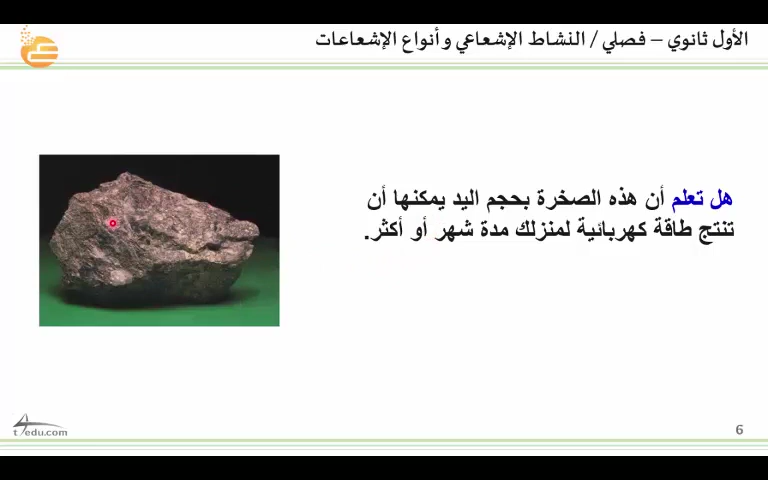 الأول ثانوي – فصلي / النشاط الإشعاعي وأنواع الإشعاعات
هل تعلم أن هذه الصخرة بحجم اليد يمكنها أن
تنتج طاقة كهربائية لمنزلك مدة شهر أو أكثر.
t4edu.com
6